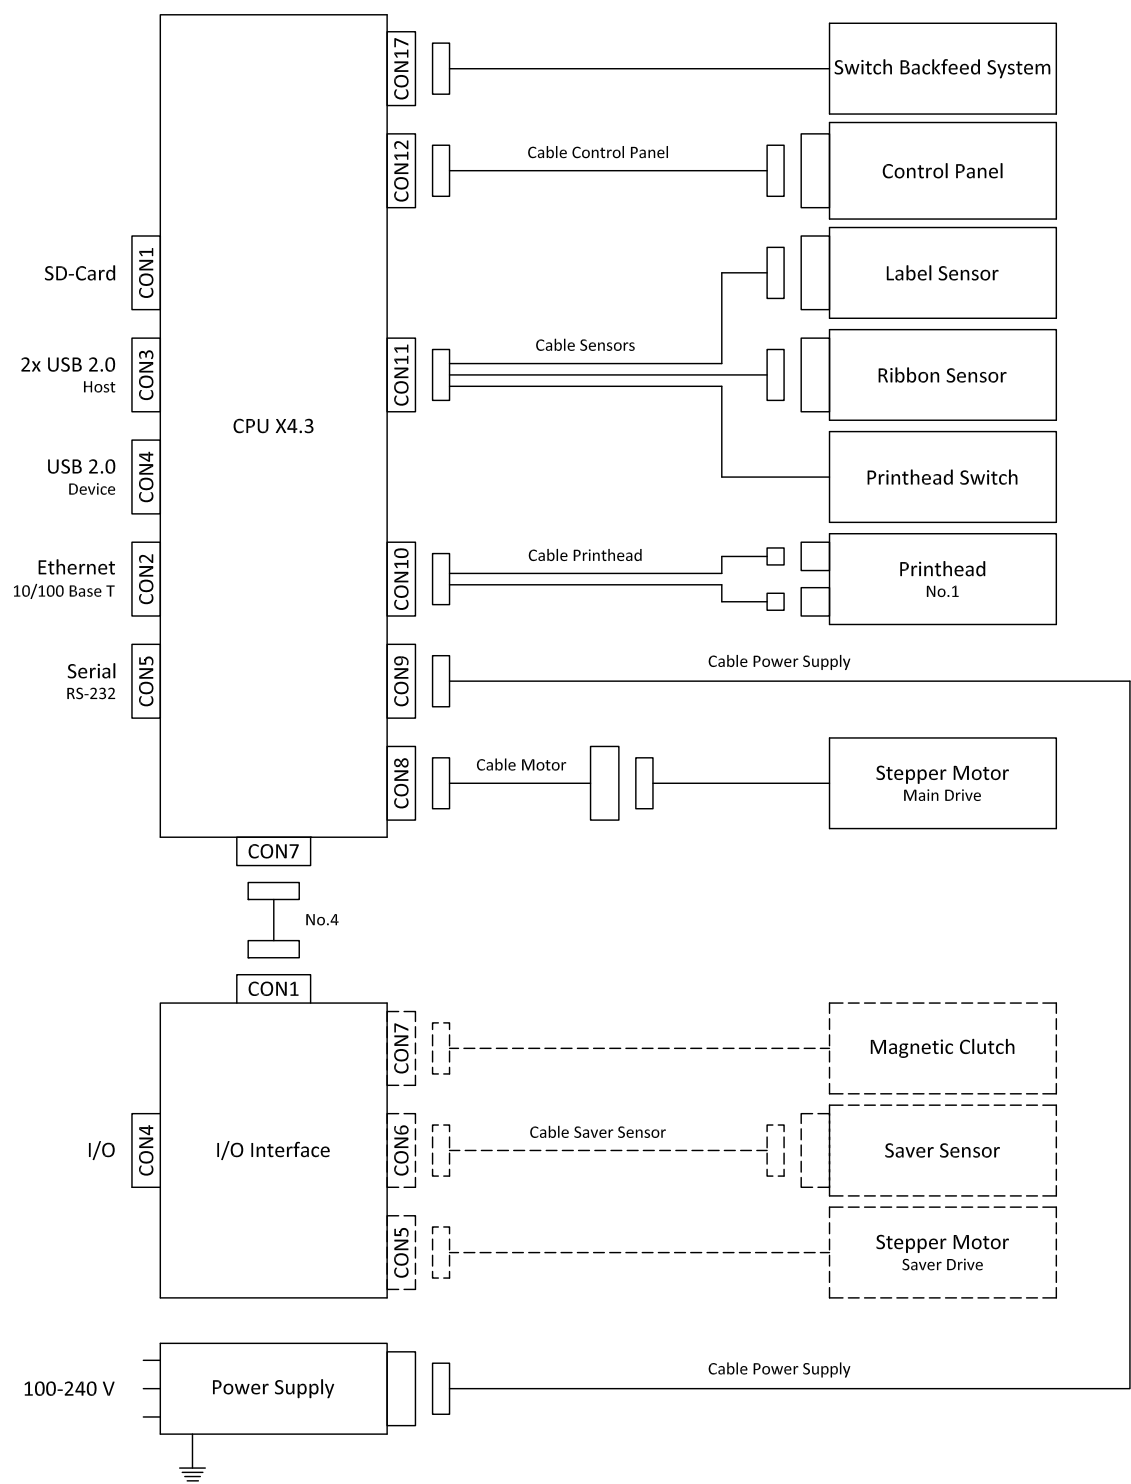 CON17
Switch Backfeed System
CON12
Cable Control Panel
Control Panel
SD-Card
CON1
Label Sensor
2x USB 2.0
Host
CON3
CON11
Cable Sensors
Ribbon Sensor
CPU X4.3
USB 2.0
Device
CON4
Printhead Switch
Ethernet
10/100 Base T
CON2
CON10
Cable Printhead
Printhead
No.1
Serial
RS-232
CON5
CON9
Cable Power Supply
CON8
Cable Motor
Stepper Motor
Main Drive
CON7
No.4
CON1
CON7
Magnetic Clutch
I/O
CON4
I/O Interface
CON6
Cable Saver Sensor
Saver Sensor
CON5
Stepper Motor
Saver Drive
100-240 V
Power Supply
Cable Power Supply